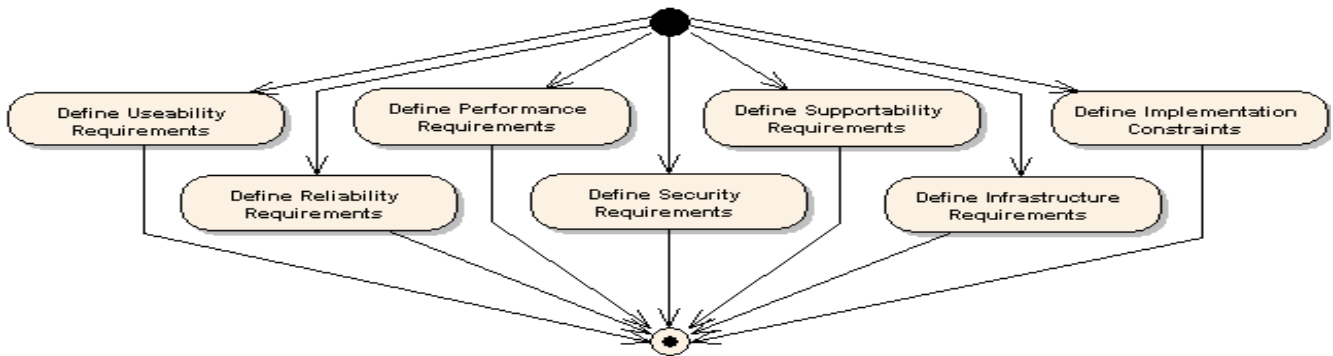 Define Useability
Requirements
Define Performance
Requirements
Define Supportability
Requirements
Define Implementation
Constraints
Define Reliability
Requirements
Define Security
Requirements
Define Infrastructure
Requirements